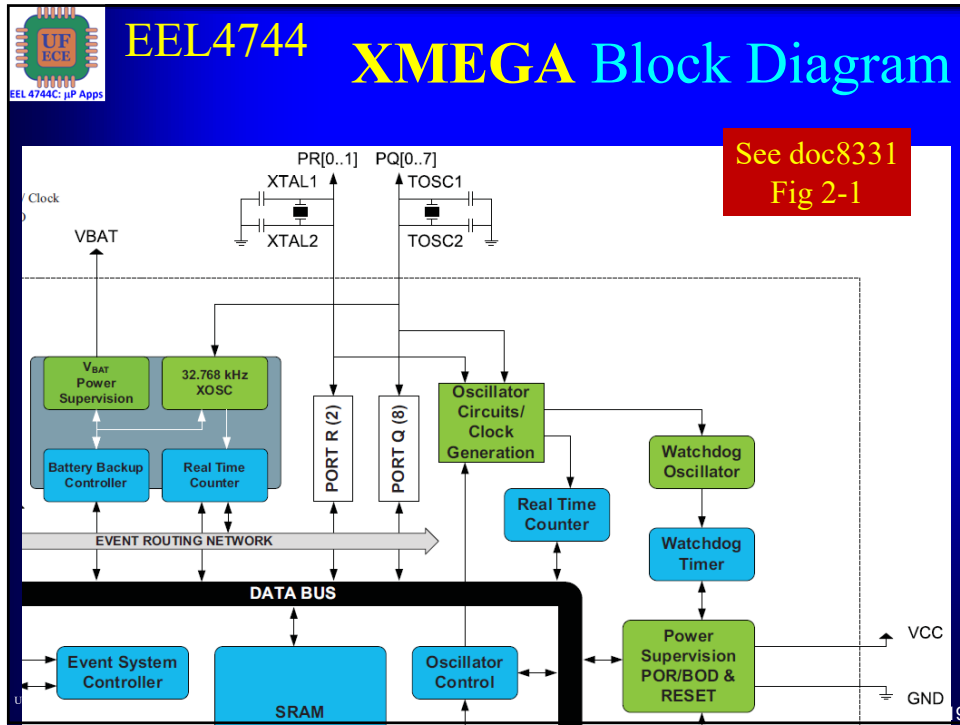 UF
ECE
EEL 4744C: µP Apps
EEL4744
XMEGA Block Diagram
See doc8331
Fig 2-1
/ Clock
)
PR[0..1]
PQ[0..7]
XTAL1
TOSC1
XTAL2
TOSC2
VBAT
VBAT
Power
Supervision
32.768 kHz
XOSC
Battery Backup
Controller
Real Time
Counter
PORT R (2)
PORT Q (8)
Oscillator
Circuits/
Clock
Generation
Watchdog
Oscillator
Real Time
Counter
Watchdog
Timer
EVENT ROUTING NETWORK
DATA BUS
Event System
Controller
SRAM
Oscillator
Control
Power
Supervision
POR/BOD &
RESET
VCC
GND
U